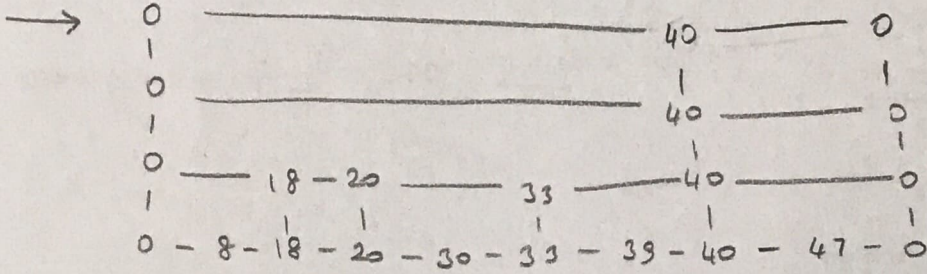 → 0 — 40 — 0
0 — 40 — 0
0 — 18 — 20 — 33 — 40 — 0
0 - 8 - 18 - 20 - 30 - 33 - 39 - 40 - 47 - 0